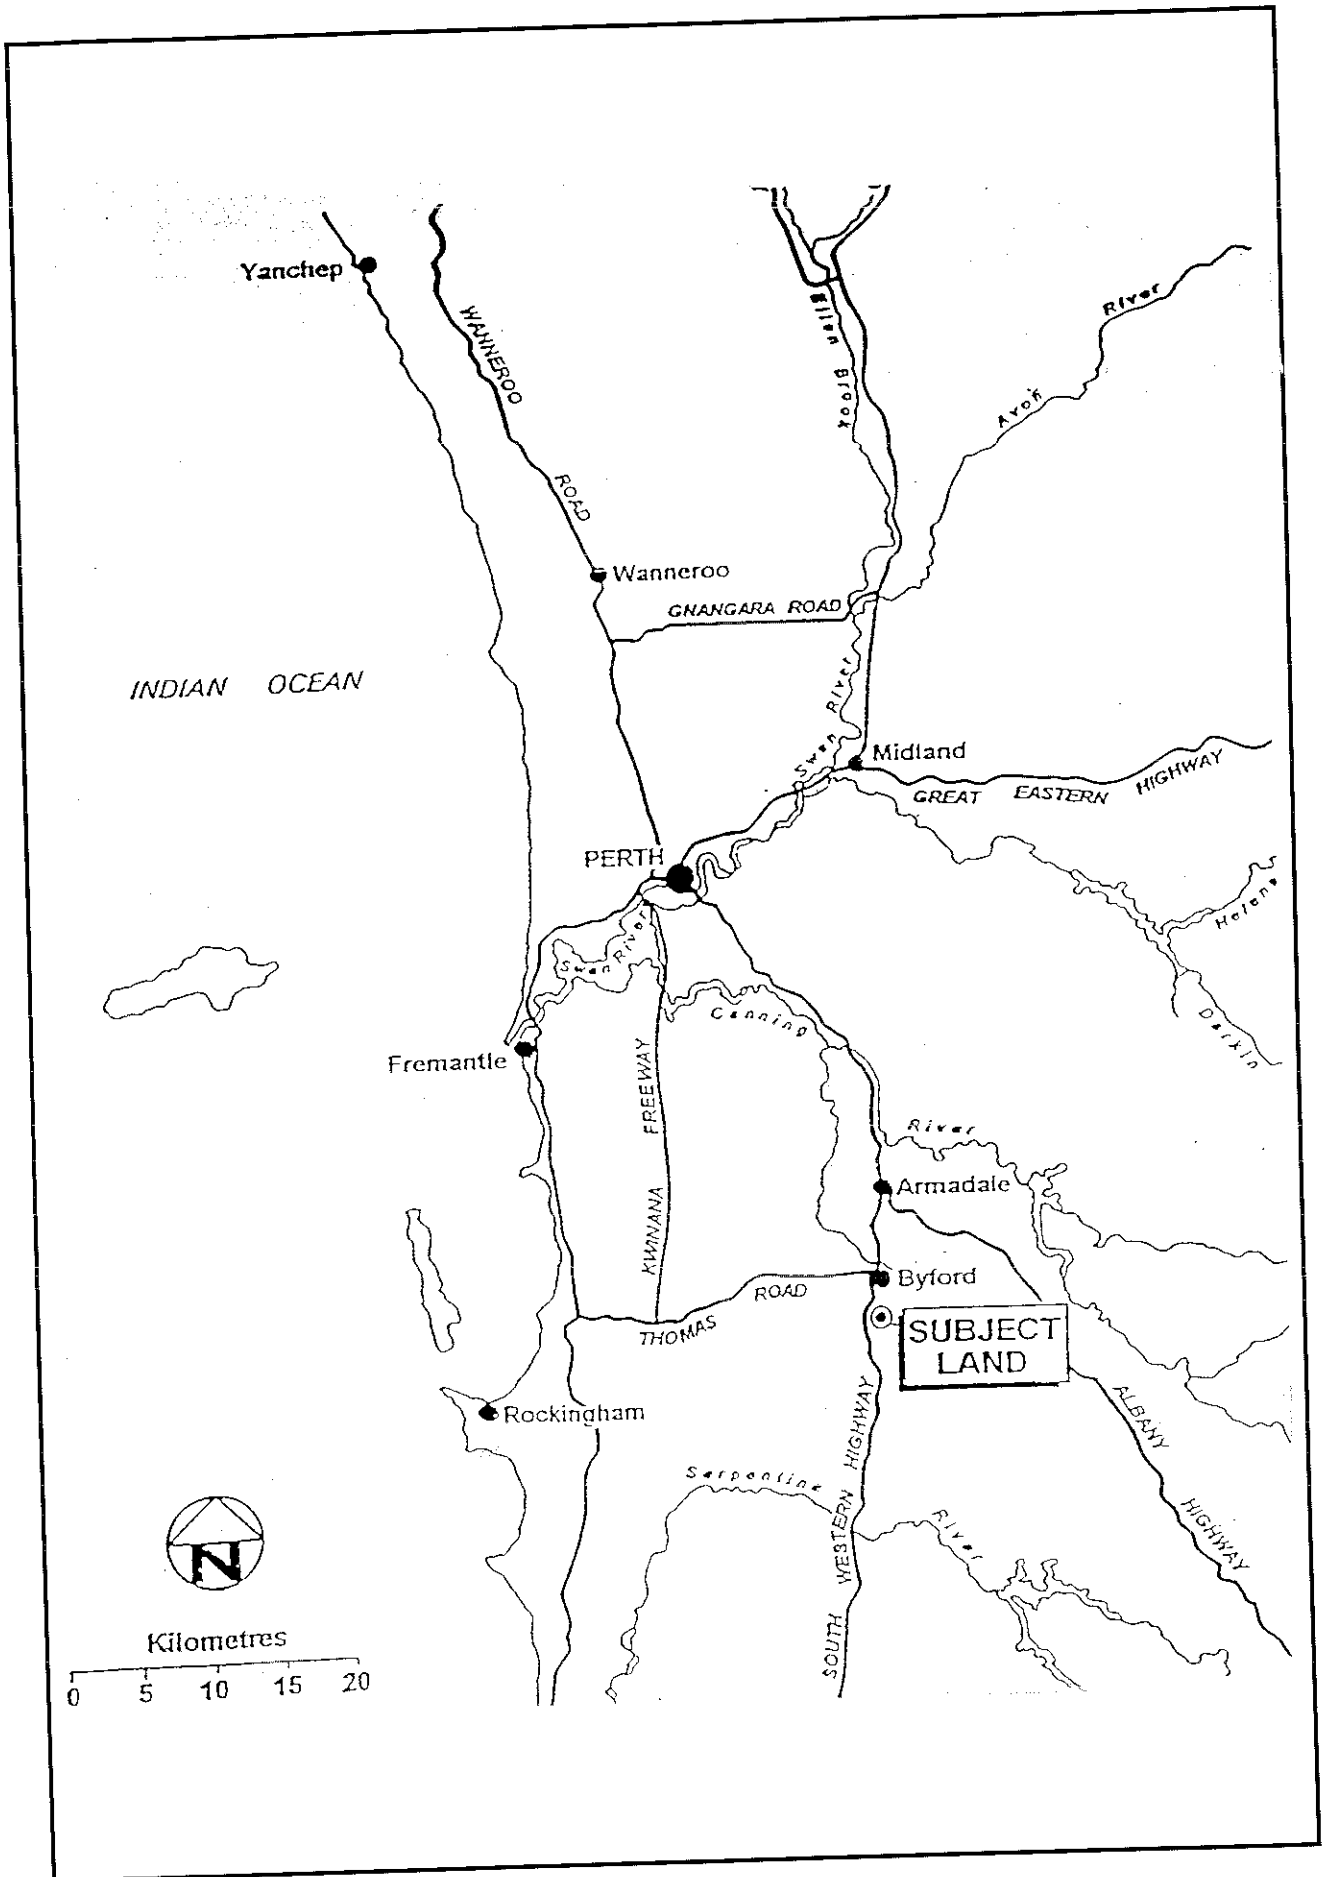 Yanchep
WANNEROO
ROAD
Ellen Brook
River
Avon
Wanneroo
GNANGARA ROAD
INDIAN OCEAN
River
Swan
Midland
GREAT EASTERN HIGHWAY
PERTH
Helena
Swan River
Canning
Darkin
Fremantle
FREEWAY
KWINANA
River
Armadale
Byford
ROAD
THOMAS
SUBJECT
LAND
Rockingham
ALBANY
HIGHWAY
Serpentine
River
SOUTH WESTERN HIGHWAY
N
Kilometres
0 5 10 15 20